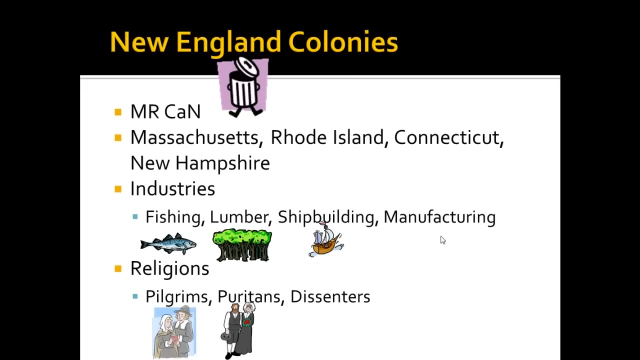 New England Colonies
MR CaN
Massachusetts, Rhode Island, Connecticut,
New Hampshire
Industries
Fishing, Lumber, Shipbuilding, Manufacturing
Religions
Pilgrims, Puritans, Dissenters